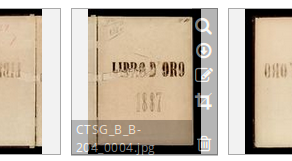 LIBRO D'ORO
1887
CTSG_B_B-
204_0004.jpg